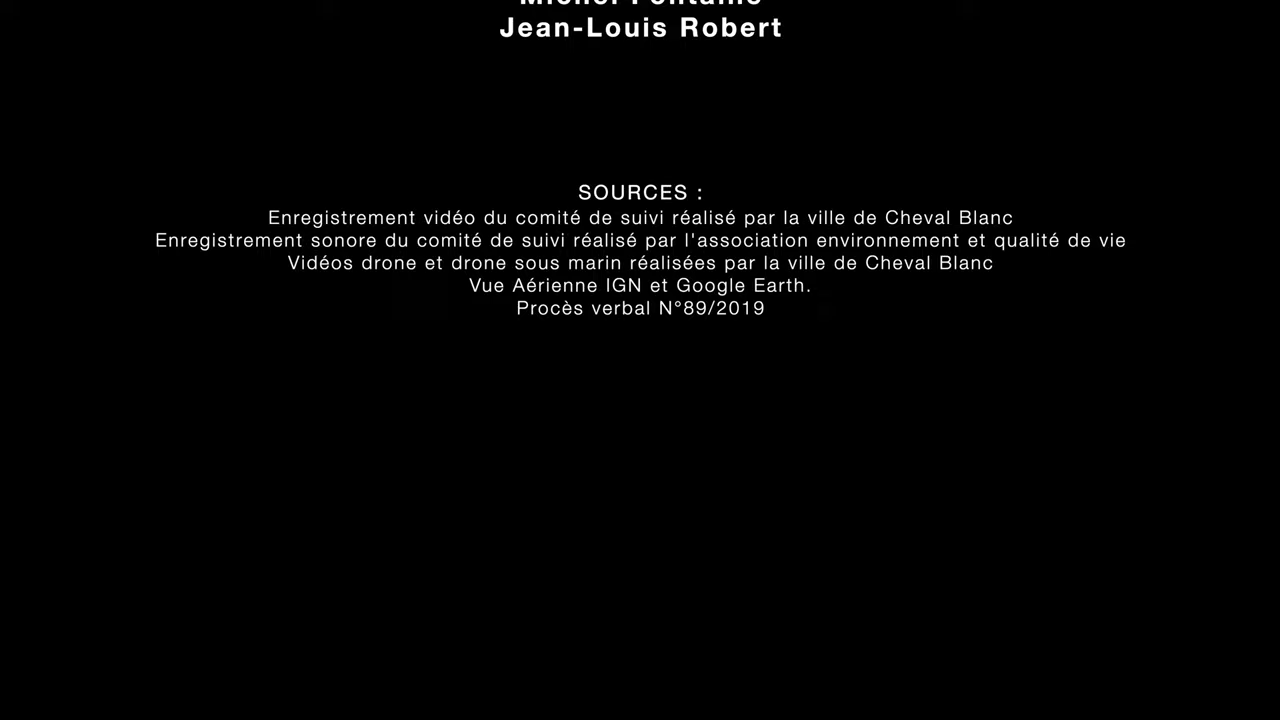 Jean-Louis Robert
SOURCES :
Enregistrement vidéo du comité de suivi réalisé par la ville de Cheval Blanc
Enregistrement sonore du comité de suivi réalisé par l'association environnement et qualité de vie
Vidéos drone et drone sous marin réalisées par la ville de Cheval Blanc
Vue Aérienne IGN et Google Earth.
Procès verbal N°89/2019